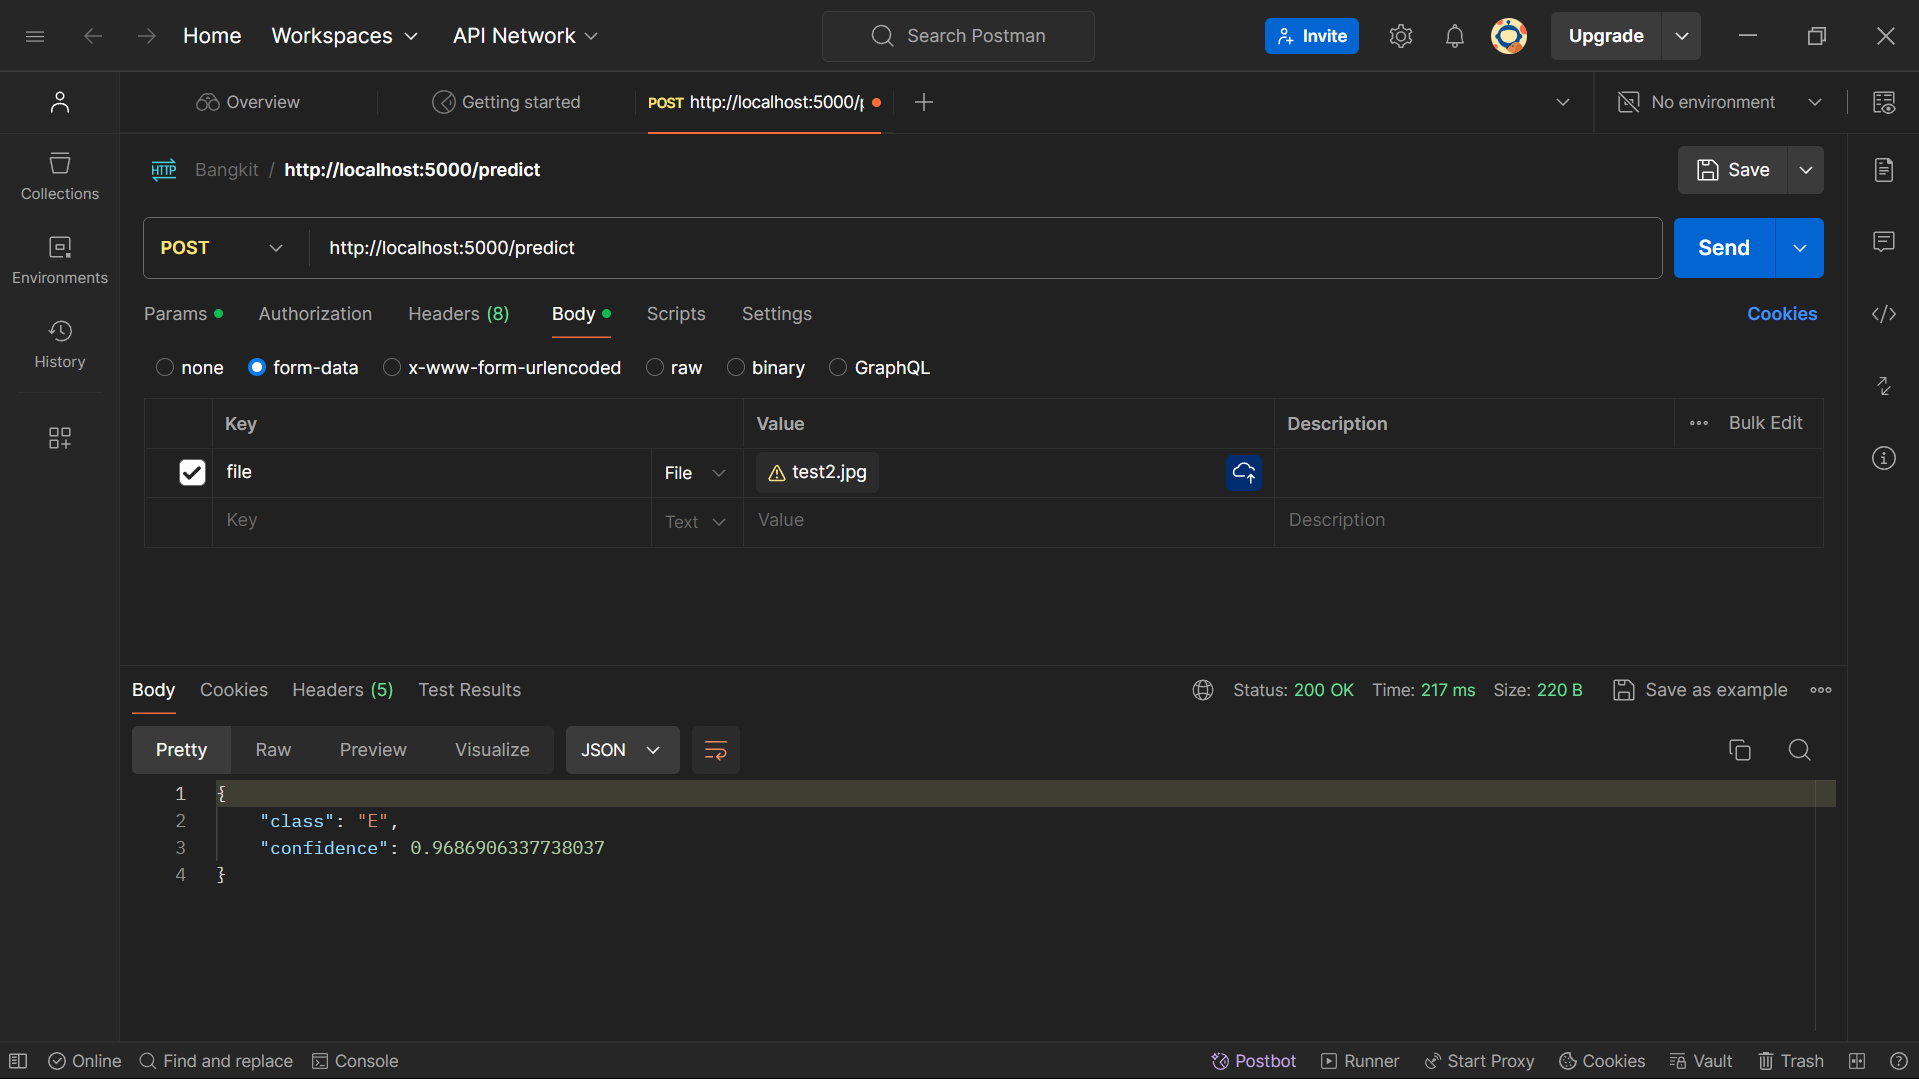 Home Workspaces API Network Search Postman Invite Upgrade
Overview Getting started POST http://localhost:5000/p No environment
HTTP Bangkit / http://localhost:5000/predict Save
Collections
POST http://localhost:5000/predict Send
Environments
Params Authorization Headers (8) Body Scripts Settings Cookies
History
none form-data x-www-form-urlencoded raw binary GraphQL
Key Value Description Bulk Edit
file File test2.jpg
Key Text Value Description
Body Cookies Headers (5) Test Results Status: 200 OK Time: 217 ms Size: 220 B Save as example
Pretty Raw Preview Visualize JSON
1 {
2 "class": "E",
3 "confidence": 0.9686906337738037
4 }
Online Find and replace Console Postbot Runner Start Proxy Cookies Vault Trash